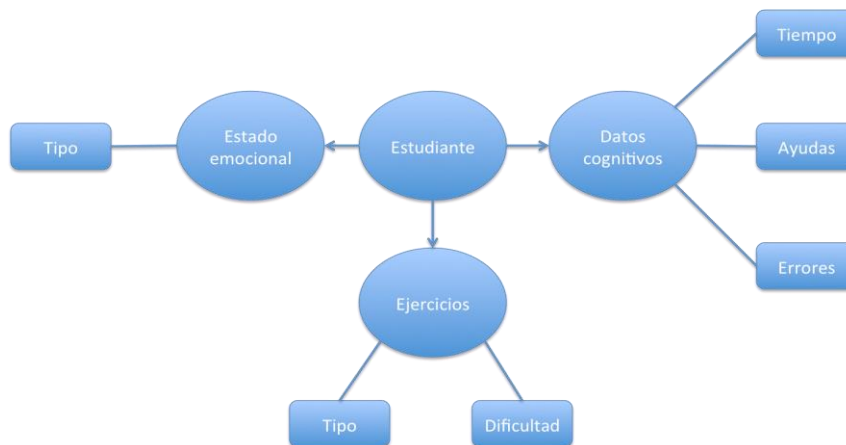 Tiempo
Estado
emocional
Estudiante
Datos
cognitivos
Tipo
Ayudas
Errores
Ejercicios
Tipo
Dificultad